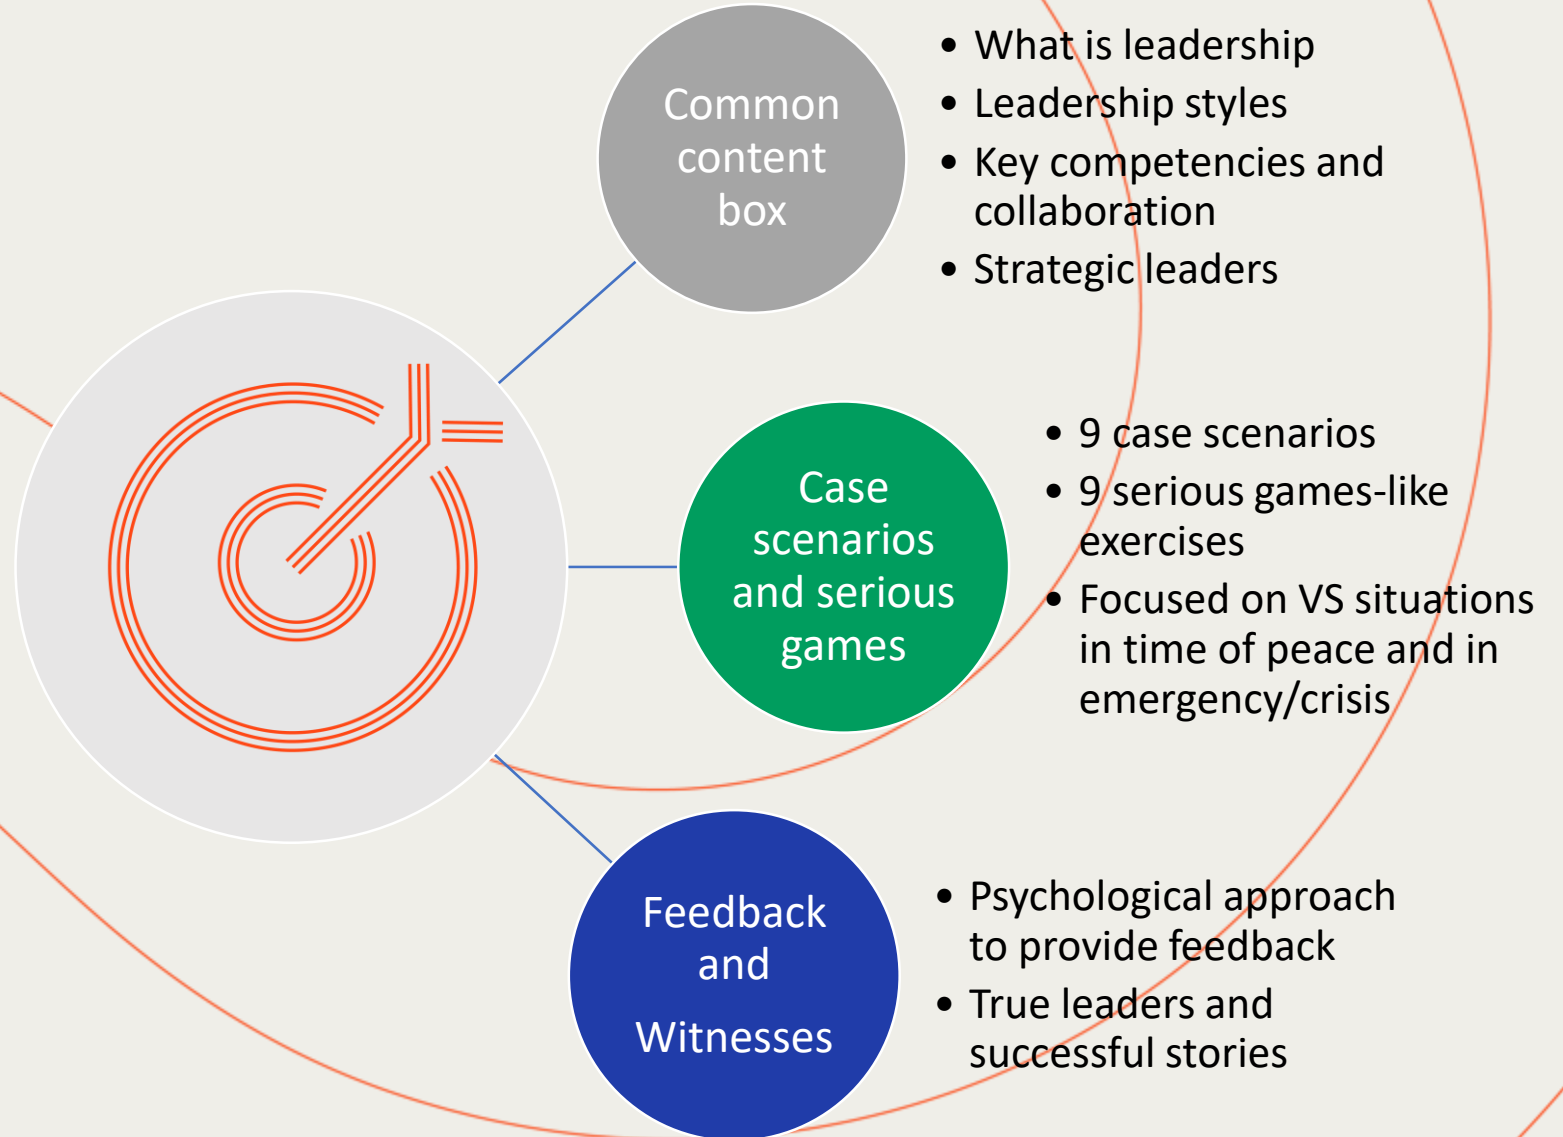 Common
content
box
• What is leadership
• Leadership styles
• Key competencies and
collaboration
• Strategic leaders
Case
scenarios
and serious
games
• 9 case scenarios
• 9 serious games-like
exercises
• Focused on VS situations
in time of peace and in
emergency/crisis
Feedback
and
Witnesses
• Psychological approach
to provide feedback
• True leaders and
successful stories